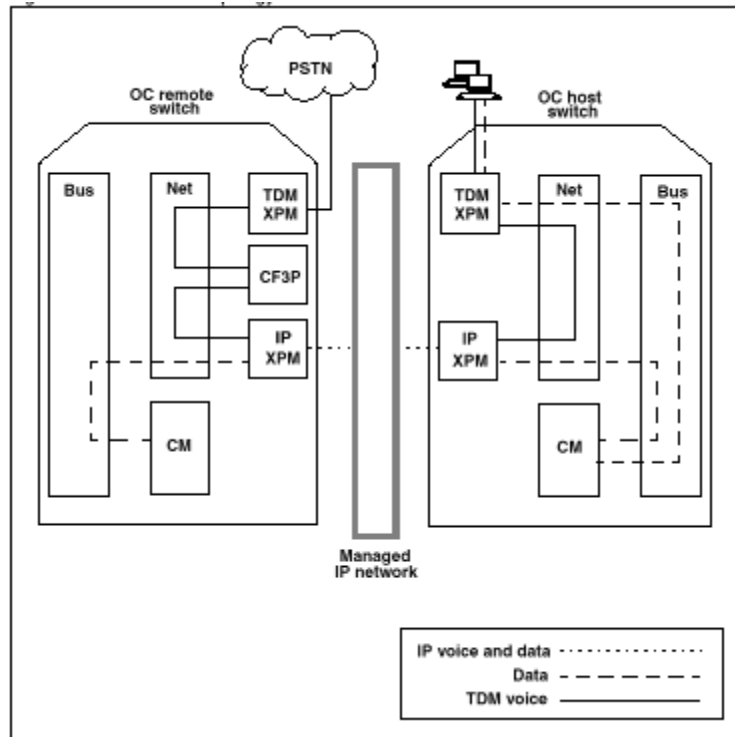 PSTN
OC remote
switch
OC host
switch
Bus
Net
TDM
XPM
CF3P
IP
XPM
CM
TDM
XPM
Net
Bus
IP
XPM
CM
Managed
IP network
IP voice and data
Data
TDM voice